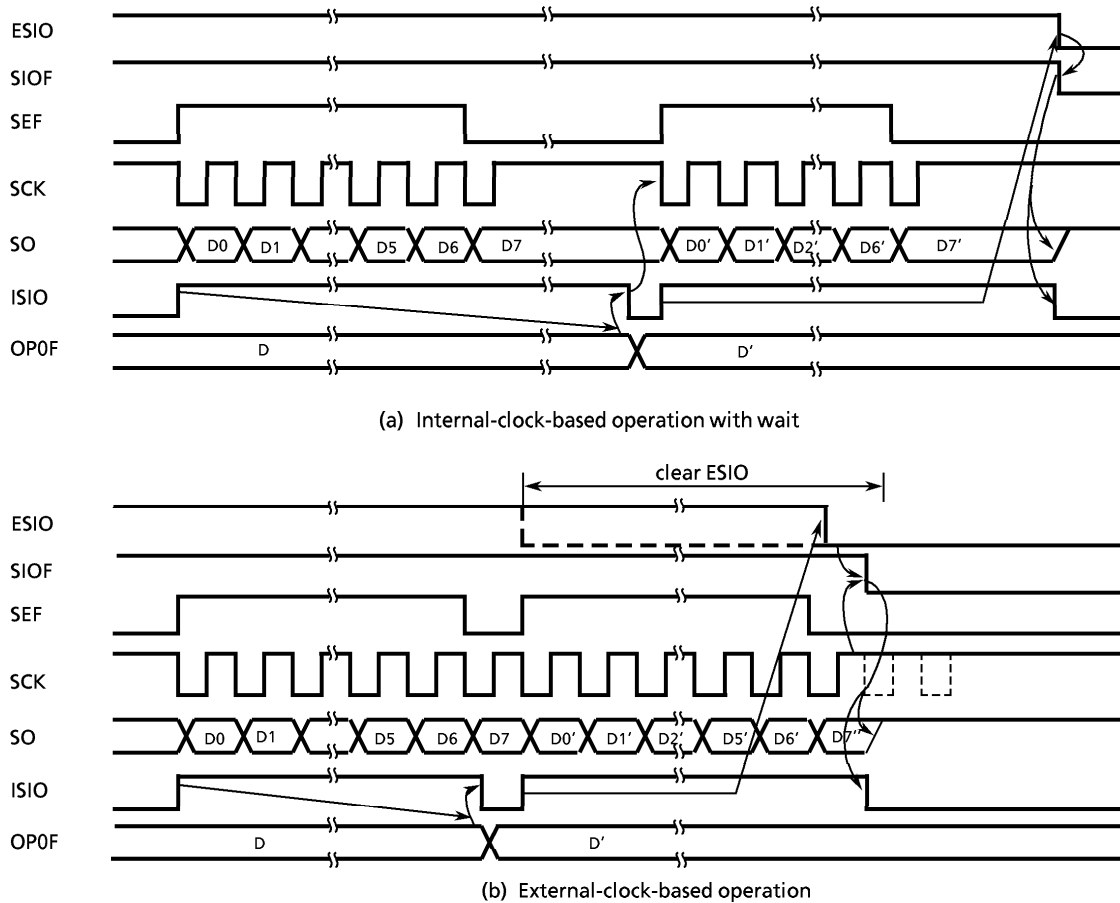 ESIO
SIOF
SEF
SCK
SO D0 D1 D5 D6 D7 D0′ D1′ D2′ D6′ D7′
ISIO
OP0F D D′
(a) Internal-clock-based operation with wait
clear ESIO
ESIO
SIOF
SEF
SCK
SO D0 D1 D5 D6 D7 D0′ D1′ D2′ D5′ D6′ D7′′
ISIO
OP0F D D′
(b) External-clock-based operation